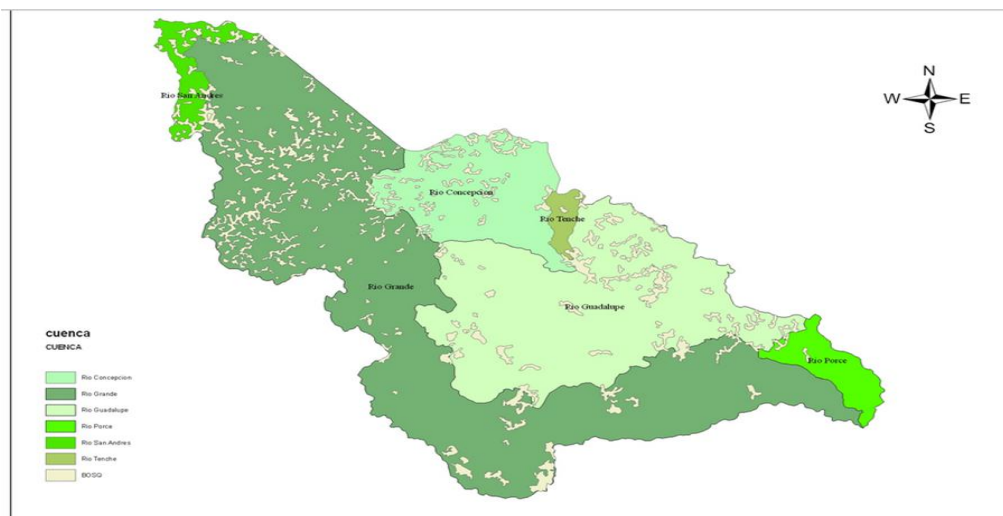 N
W E
S
Rio San Andres
Rio Concepcion
Rio Tenche
Rio Grande
Rio Guadalupe
Rio Porce
cuenca
CUENCA
Rio Concepcion
Rio Grande
Rio Guadalupe
Rio Porce
Rio San Andres
Rio Tenche
BOSQ